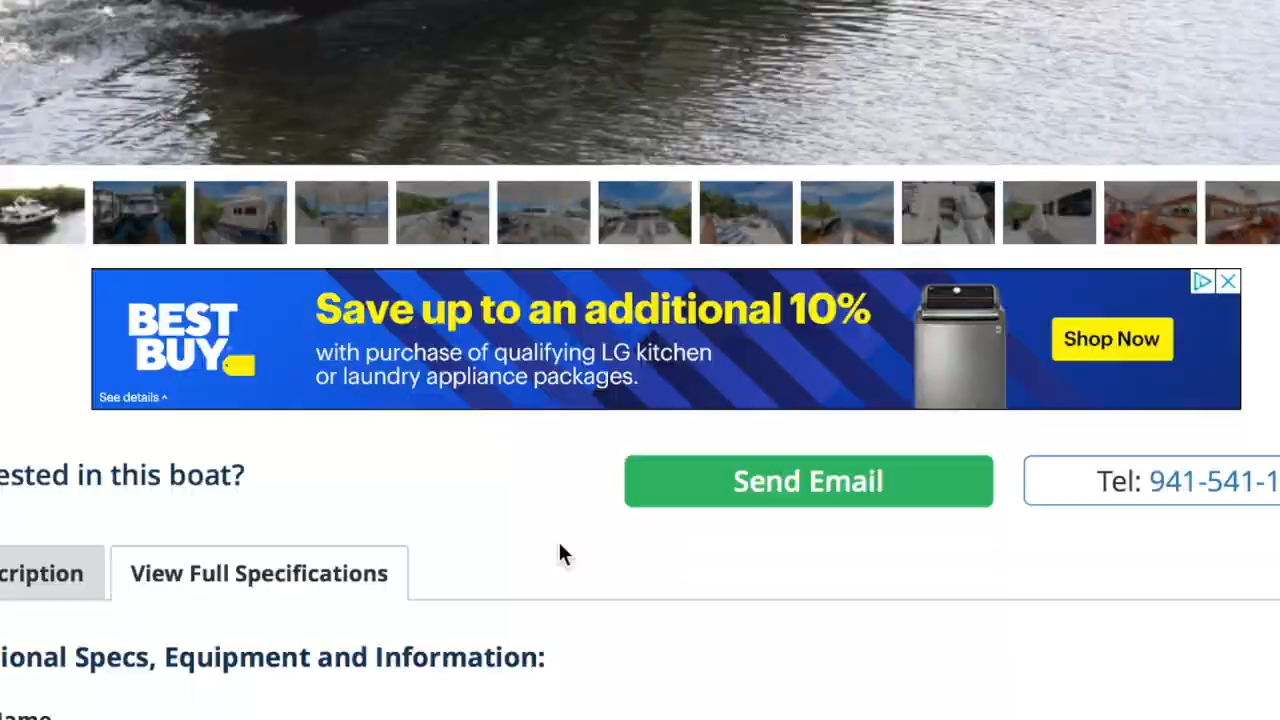 BEST
BUY
See details ^
Save up to an additional 10%
with purchase of qualifying LG kitchen
or laundry appliance packages.
Shop Now
ested in this boat?
Send Email
Tel: 941-541-1
cription
View Full Specifications
ional Specs, Equipment and Information: